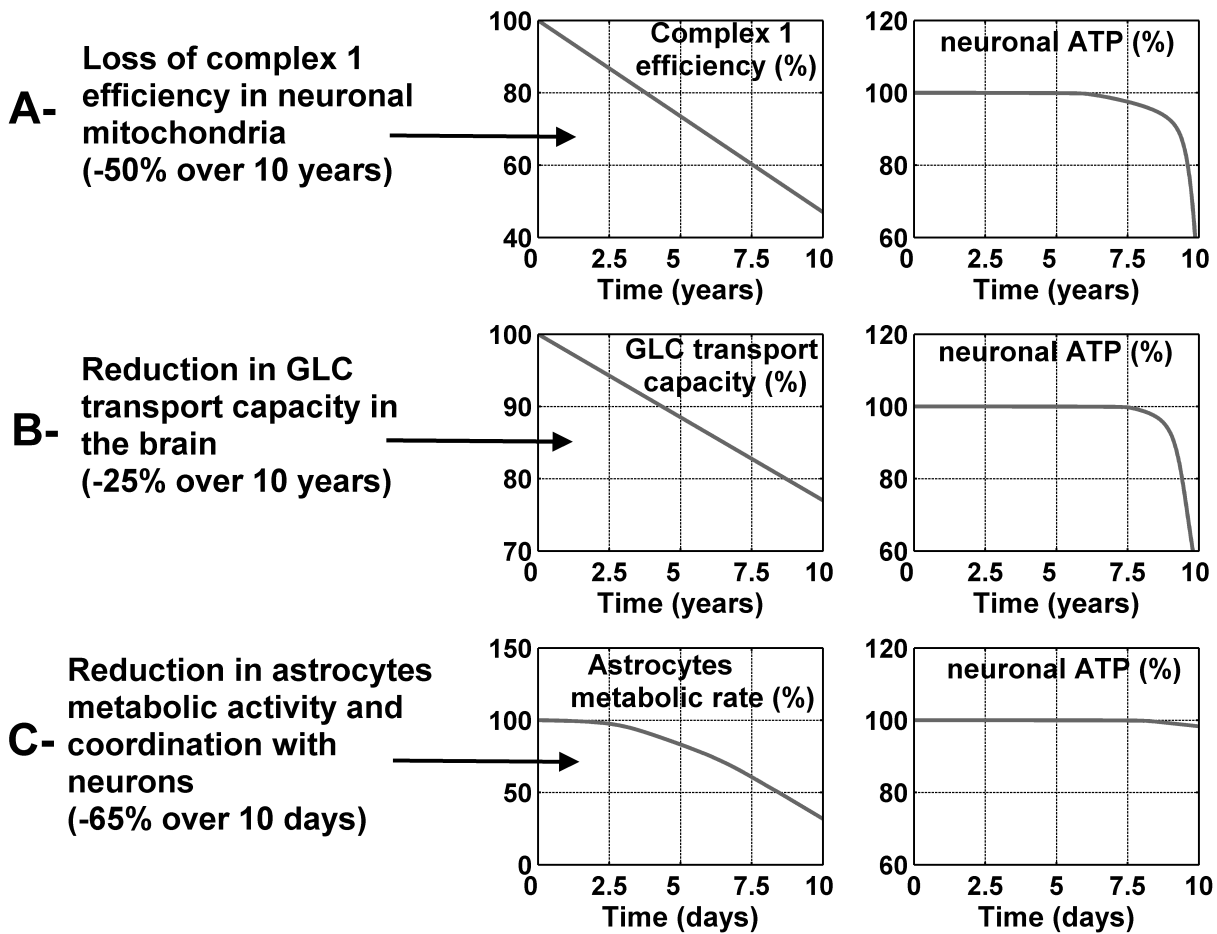 A-
Loss of complex 1
efficiency in neuronal
mitochondria
(-50% over 10 years)
100
80
60
40
Complex 1
efficiency (%)
0 2.5 5 7.5 10
Time (years)
120
100
80
60
neuronal ATP (%)
0 2.5 5 7.5 10
Time (years)
B-
Reduction in GLC
transport capacity in
the brain
(-25% over 10 years)
100
90
80
70
GLC transport
capacity (%)
0 2.5 5 7.5 10
Time (years)
120
100
80
60
neuronal ATP (%)
0 2.5 5 7.5 10
Time (years)
C-
Reduction in astrocytes
metabolic activity and
coordination with
neurons
(-65% over 10 days)
150
100
50
0
Astrocytes
metabolic rate (%)
0 2.5 5 7.5 10
Time (days)
120
100
80
60
neuronal ATP (%)
0 2.5 5 7.5 10
Time (days)